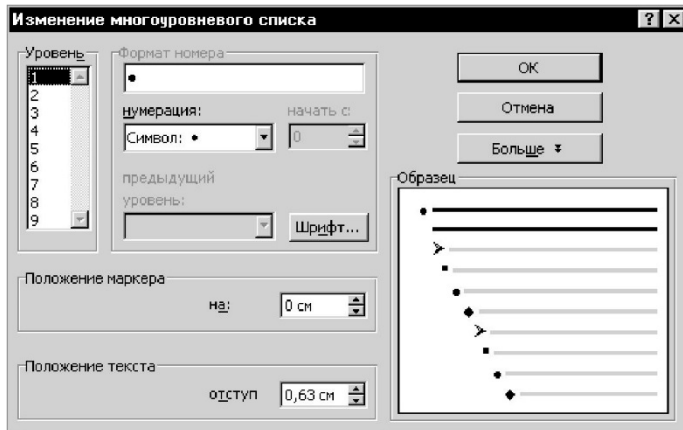 Изменение многоуровневого списка
Уровень
1
2
3
4
5
6
7
8
9
Формат номера
•
нумерация:
начать с:
Символ: •
0
предыдущий
уровень:
Шрифт...
OK
Отмена
Больше
Образец
Положение маркера
на:
0 см
Положение текста
отступ
0,63 см